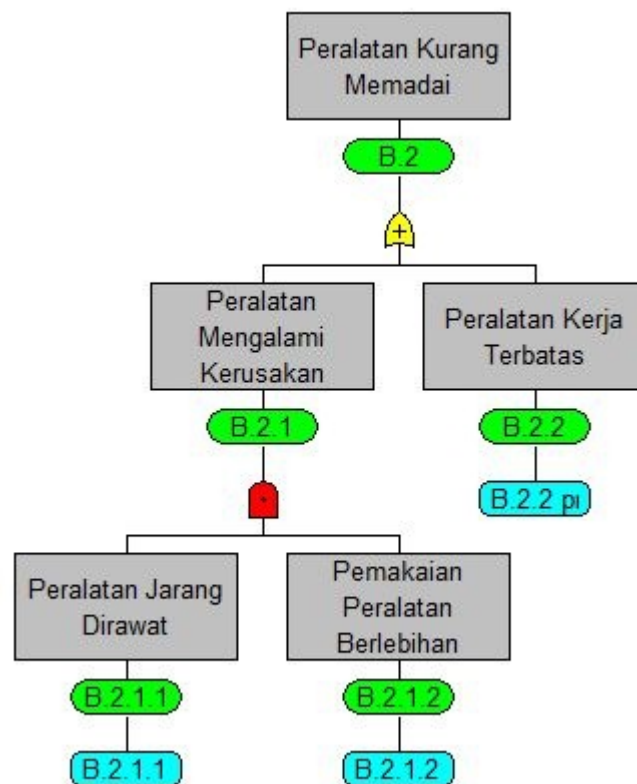 Peralatan Kurang
Memadai
B.2
+
Peralatan
Mengalami
Kerusakan
Peralatan Kerja
Terbatas
B.2.1
B.2.2
B.2.2
Peralatan Jarang
Dirawat
Pemakaian
Peralatan
Berlebihan
B.2.1.1
B.2.1.2
B.2.1.1
B.2.1.2